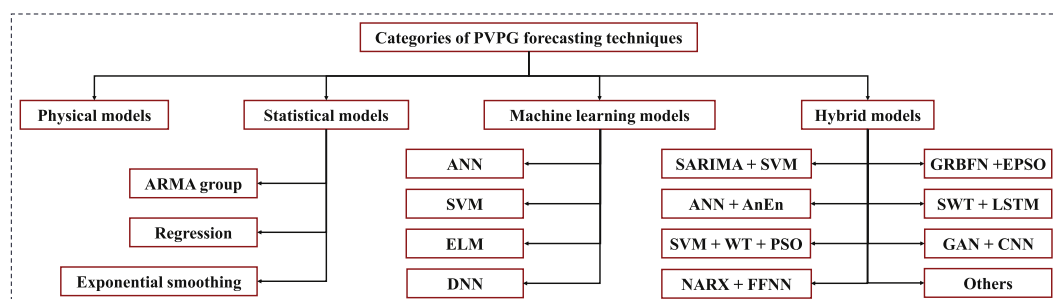 Categories of PVPG forecasting techniques
Physical models
Statistical models
Machine learning models
Hybrid models
ARMA group
Regression
Exponential smoothing
ANN
SVM
ELM
DNN
SARIMA + SVM
ANN + AnEn
SVM + WT + PSO
NARX + FFNN
GRBFN +EPSO
SWT + LSTM
GAN + CNN
Others